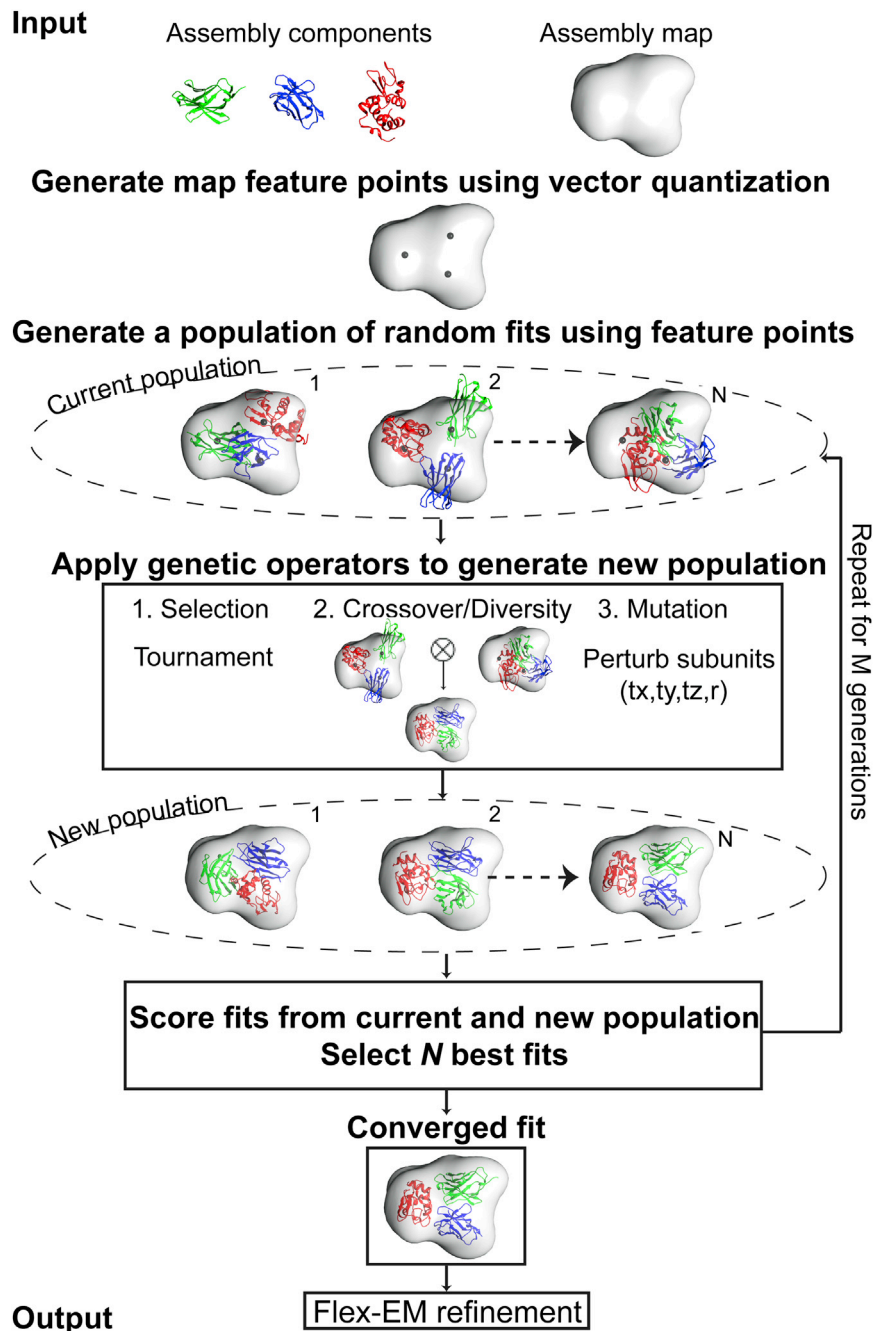 Input
Assembly components
Assembly map
Generate map feature points using vector quantization
Generate a population of random fits using feature points
Current population
1
2
N
Apply genetic operators to generate new population
1. Selection
2. Crossover/Diversity
3. Mutation
Tournament
Perturb subunits
(tx,ty,tz,r)
Repeat for M generations
New population
1
2
N
Score fits from current and new population
Select N best fits
Converged fit
Flex-EM refinement
Output